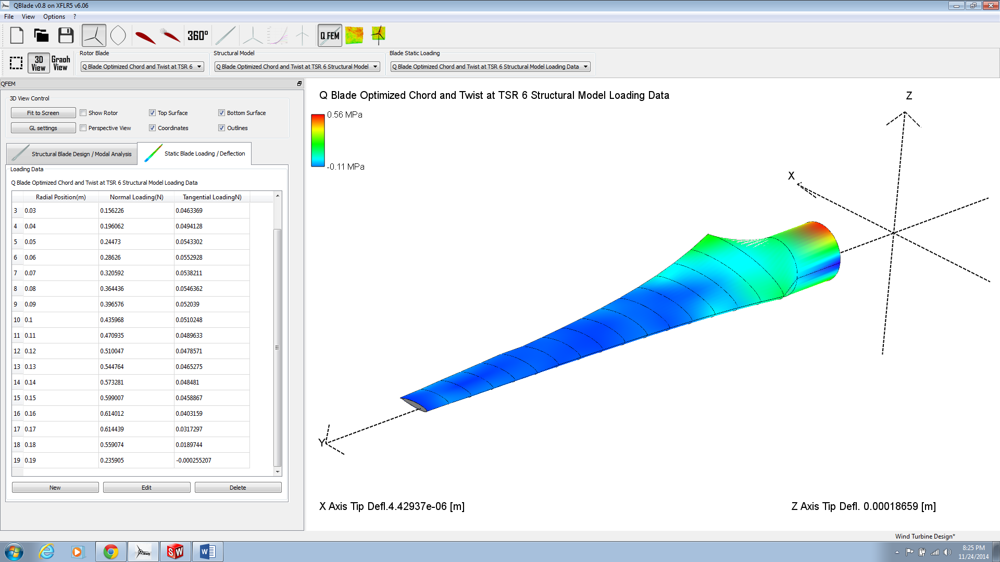 QBlade v0.8 on XFLR5 v6.06
File View Options ?
360°
Q FEM
3D View
Graph View
Rotor Blade
Q Blade Optimized Chord and Twist at TSR 6
Structural Model
Q Blade Optimized Chord and Twist at TSR 6 Structural Model
Blade Static Loading
Q Blade Optimized Chord and Twist at TSR 6 Structural Model Loading Data
QFEM
3D View Control
Fit to Screen Show Rotor Top Surface Bottom Surface
GL settings Perspective View Coordinates Outlines
Structural Blade Design / Modal Analysis
Static Blade Loading / Deflection
Loading Data
Q Blade Optimized Chord and Twist at TSR 6 Structural Model Loading Data
Radial Position(m) Normal Loading(N) Tangential LoadingN)
3 0.03 0.156226 0.0463369
4 0.04 0.196062 0.0494128
5 0.05 0.24473 0.0543302
6 0.06 0.28626 0.0552928
7 0.07 0.320592 0.0538211
8 0.08 0.364436 0.0546362
9 0.09 0.396576 0.052039
10 0.1 0.435968 0.0510248
11 0.11 0.470935 0.0489633
12 0.12 0.510047 0.0478571
13 0.13 0.544764 0.0465275
14 0.14 0.573281 0.048481
15 0.15 0.599007 0.0458867
16 0.16 0.614012 0.0403159
17 0.17 0.614439 0.0317297
18 0.18 0.559074 0.0189744
19 0.19 0.235905 -0.000255207
New Edit Delete
Q Blade Optimized Chord and Twist at TSR 6 Structural Model Loading Data
0.56 MPa
-0.11 MPa
Z
X
Y
X Axis Tip Defl.4.42937e-06 [m]
Z Axis Tip Defl. 0.00018659 [m]
Wind Turbine Design*
Blade
SW
W
8:25 PM
11/24/2014